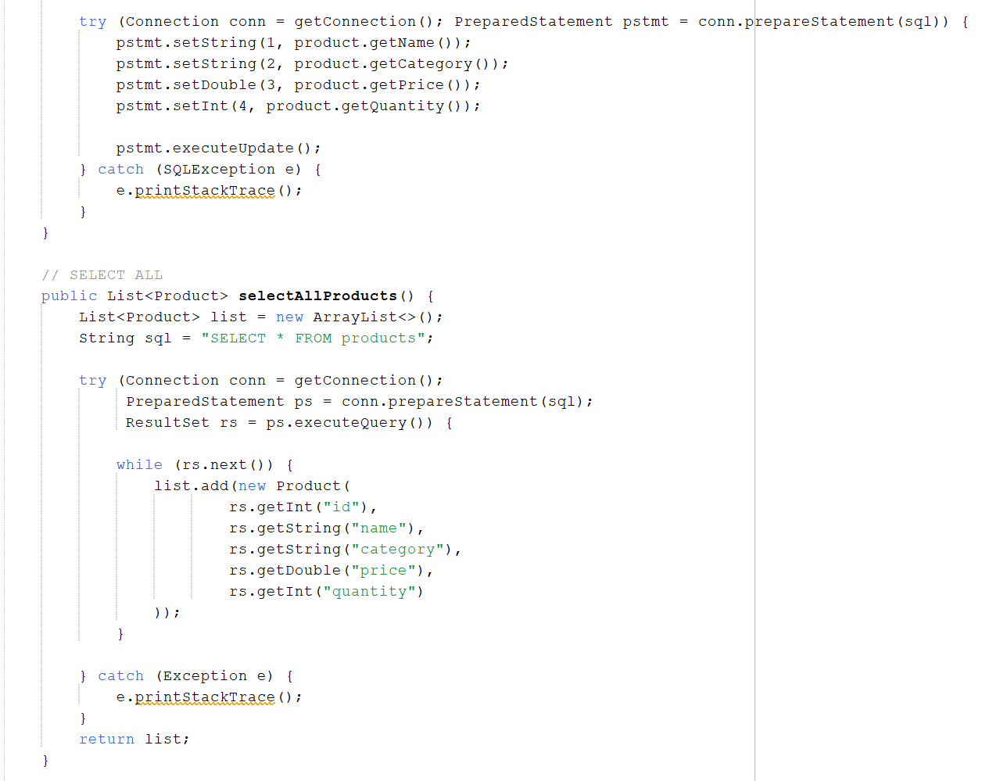 try (Connection conn = getConnection(); PreparedStatement pstmt = conn.prepareStatement(sql)) {
pstmt.setString(1, product.getName());
pstmt.setString(2, product.getCategory());
pstmt.setDouble(3, product.getPrice());
pstmt.setInt(4, product.getQuantity());
pstmt.executeUpdate();
} catch (SQLException e) {
e.printStackTrace();
}
}
// SELECT ALL
public List<Product> selectAllProducts() {
List<Product> list = new ArrayList<>();
String sql = "SELECT * FROM products";
try (Connection conn = getConnection();
PreparedStatement ps = conn.prepareStatement(sql);
ResultSet rs = ps.executeQuery()) {
while (rs.next()) {
list.add(new Product(
rs.getInt("id"),
rs.getString("name"),
rs.getString("category"),
rs.getDouble("price"),
rs.getInt("quantity")
));
}
} catch (Exception e) {
e.printStackTrace();
}
return list;
}